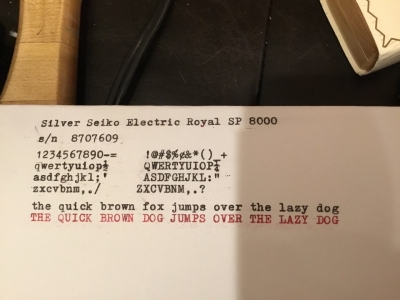 Silver Seiko Electric Royal SP 8000
s/n 8707609
1234567890-= !@#$%¢&*() +
qwertyuiop½ QWERTYUIOP¼
asdfghjkl;' ASDFGHJKL:"
zxcvbnm,./ ZXCVBNM,.?
the quick brown fox jumps over the lazy dog
THE QUICK BROWN DOG JUMPS OVER THE LAZY DOG